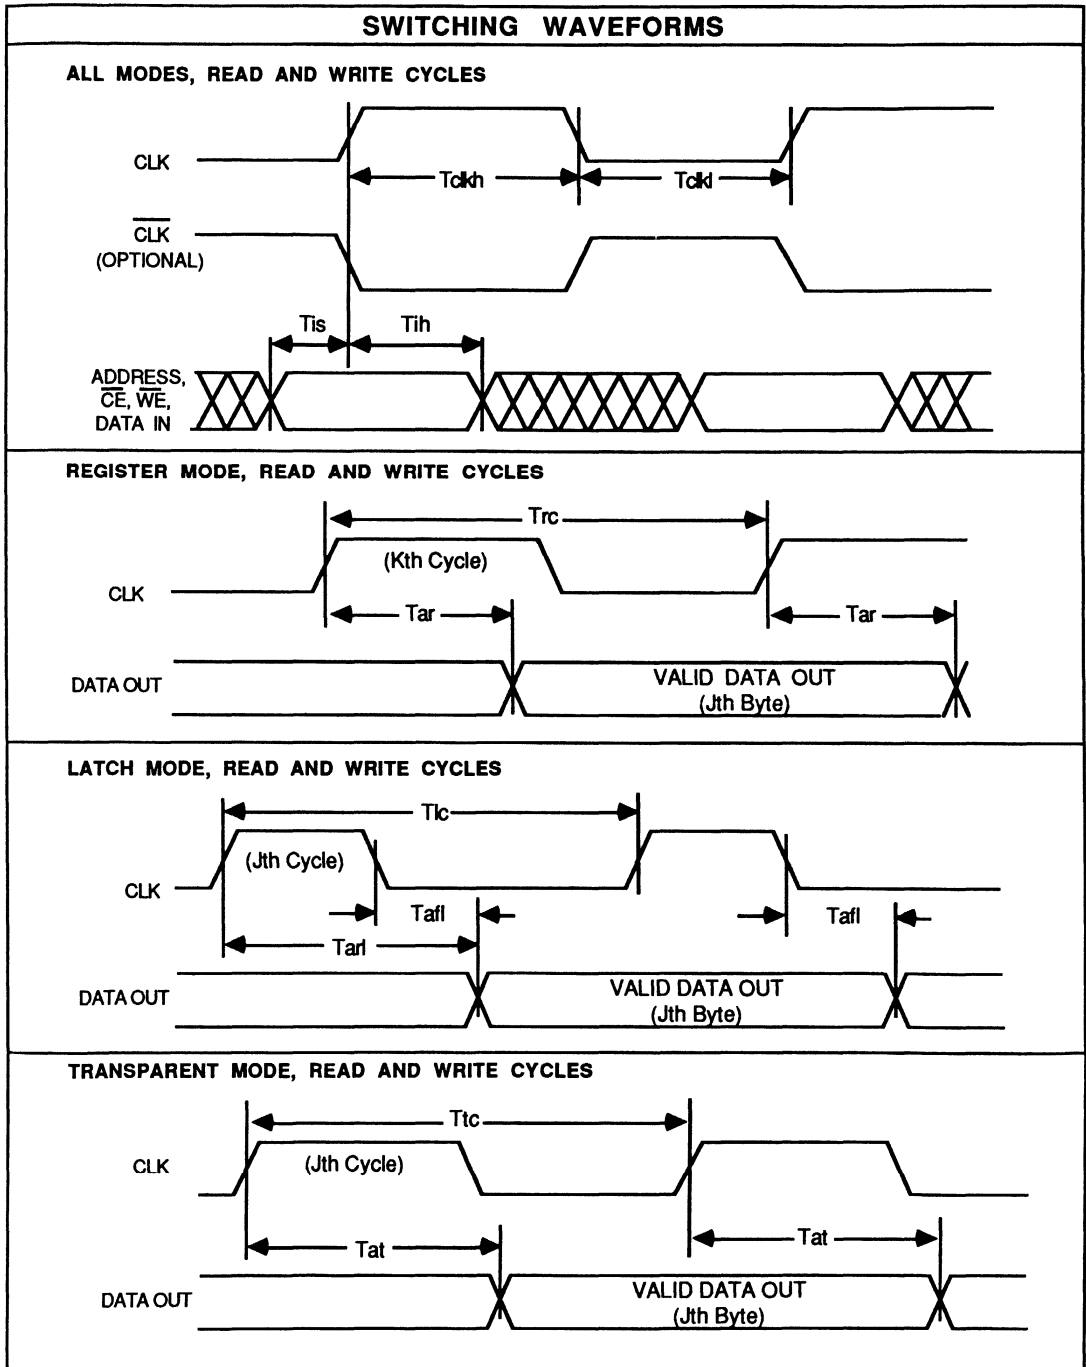 SWITCHING WAVEFORMS
ALL MODES, READ AND WRITE CYCLES
CLK
Tclkh
Tclkl
CLK
(OPTIONAL)
Tis
Tih
ADDRESS,
CE, WE,
DATA IN
REGISTER MODE, READ AND WRITE CYCLES
Trc
(Kth Cycle)
CLK
Tar
Tar
DATA OUT
VALID DATA OUT
(Jth Byte)
LATCH MODE, READ AND WRITE CYCLES
Tlc
(Jth Cycle)
CLK
Tafl
Tafl
Tarl
DATA OUT
VALID DATA OUT
(Jth Byte)
TRANSPARENT MODE, READ AND WRITE CYCLES
Ttc
CLK
(Jth Cycle)
Tat
Tat
DATA OUT
VALID DATA OUT
(Jth Byte)